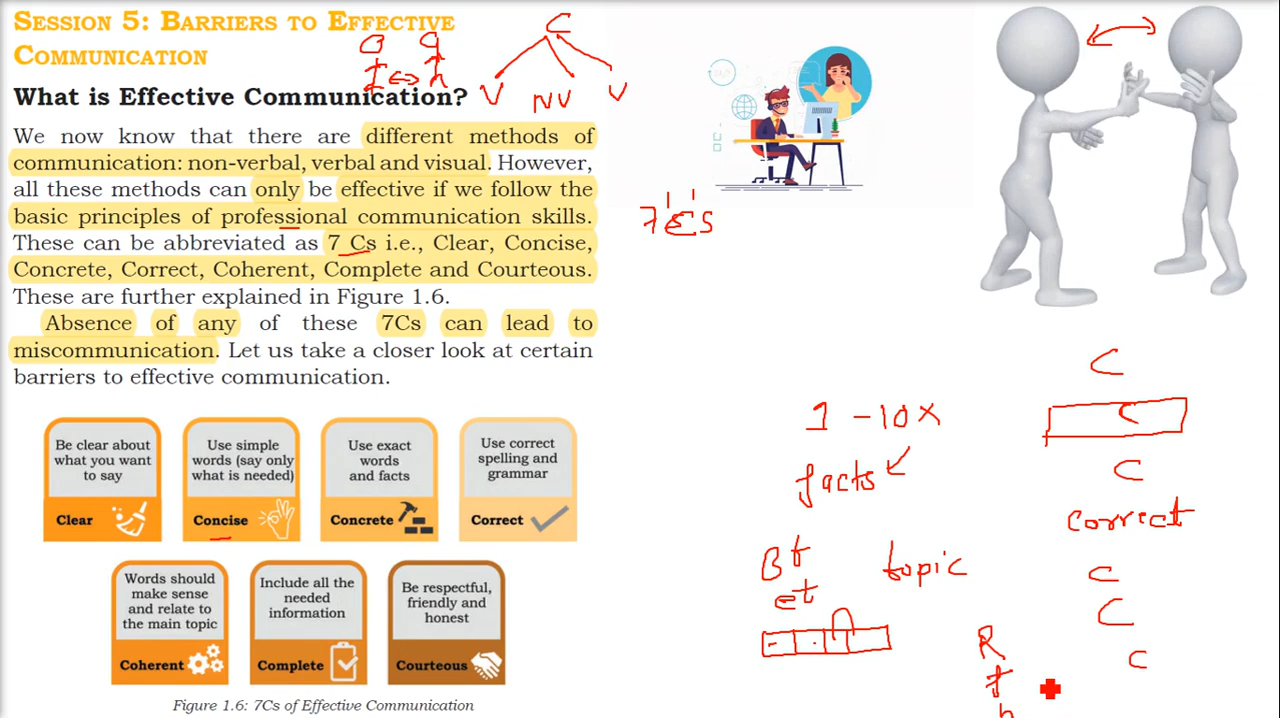 SESSION 5: BARRIERS TO EFFECTIVE
COMMUNICATION
What is Effective Communication?
We now know that there are different methods of
communication: non-verbal, verbal and visual. However,
all these methods can only be effective if we follow the
basic principles of professional communication skills.
These can be abbreviated as 7 Cs i.e., Clear, Concise,
Concrete, Correct, Coherent, Complete and Courteous.
These are further explained in Figure 1.6.
Absence of any of these 7Cs can lead to
miscommunication. Let us take a closer look at certain
barriers to effective communication.
Be clear about
what you want
to say
Clear
Use simple
words (say only
what is needed)
Concise
Use exact
words
and facts
Concrete
Use correct
spelling and
grammar
Correct
Words should
make sense
and relate to
the main topic
Coherent
Include all the
needed
information
Complete
Be respectful,
friendly and
honest
Courteous
Figure 1.6: 7Cs of Effective Communication
C
V NV V
7 C's
1 - 10 x
facts
topic
C
C
C
correct
C
C
C
R
f
h